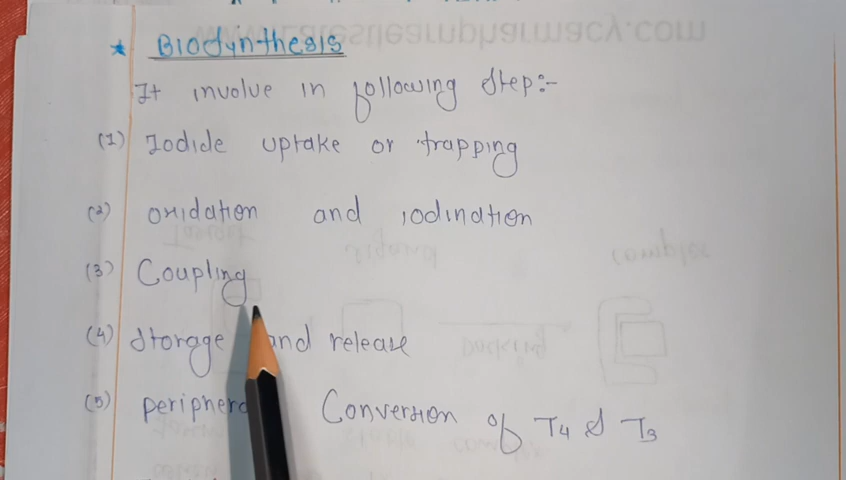 * Biosynthesis
It involve in following Step:-
(1) Iodide uptake or trapping
(2) oxidation and iodination
(3) Coupling
(4) Storage and release
(5) Conversion of T4 & T3